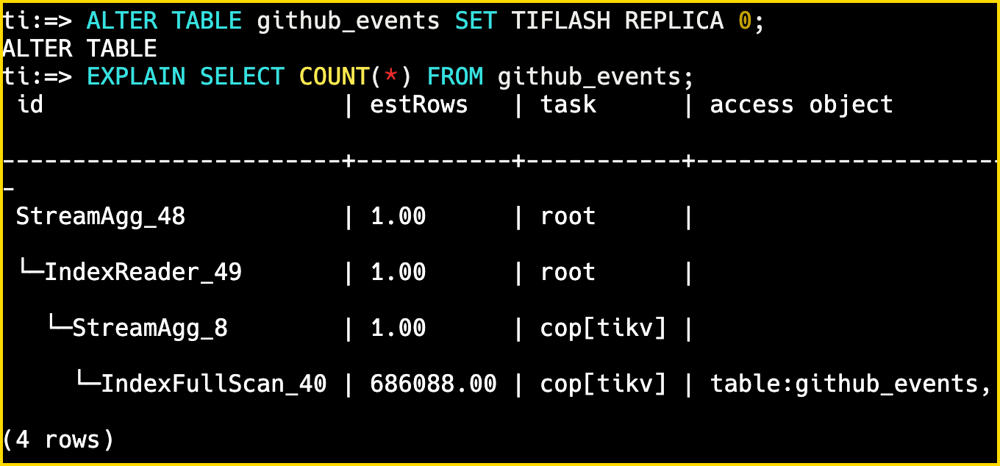 ti:=> ALTER TABLE github_events SET TIFLASH REPLICA 0;
ALTER TABLE
ti:=> EXPLAIN SELECT COUNT(*) FROM github_events;
 id                     | estRows   | task      | access object
------------------------+-----------+-----------+----------------------
-
 StreamAgg_48           | 1.00      | root      |
 └─IndexReader_49       | 1.00      | root      |
   └─StreamAgg_8        | 1.00      | cop[tikv] |
     └─IndexFullScan_40 | 686088.00 | cop[tikv] | table:github_events,
(4 rows)